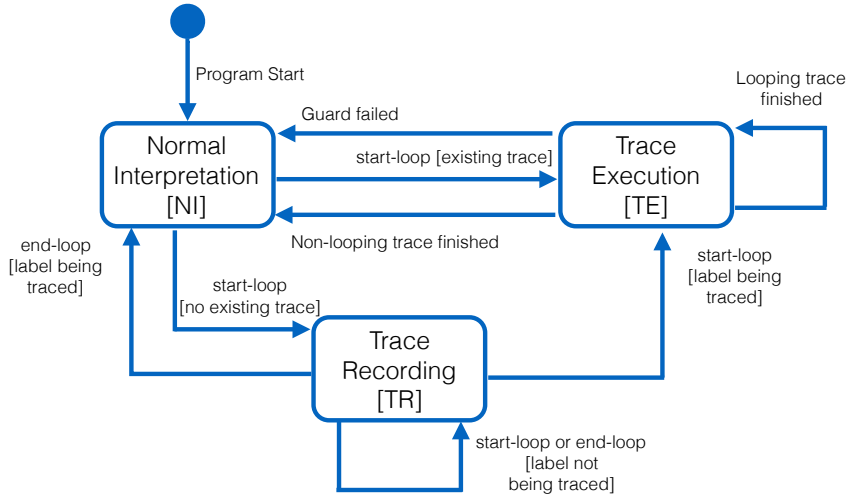 Program Start
Looping trace
finished
Guard failed
Normal
Interpretation
[NI]
start-loop [existing trace]
Trace
Execution
[TE]
Non-looping trace finished
end-loop
[label being
traced]
start-loop
[no existing trace]
start-loop
[label being
traced]
Trace
Recording
[TR]
start-loop or end-loop
[label not
being traced]